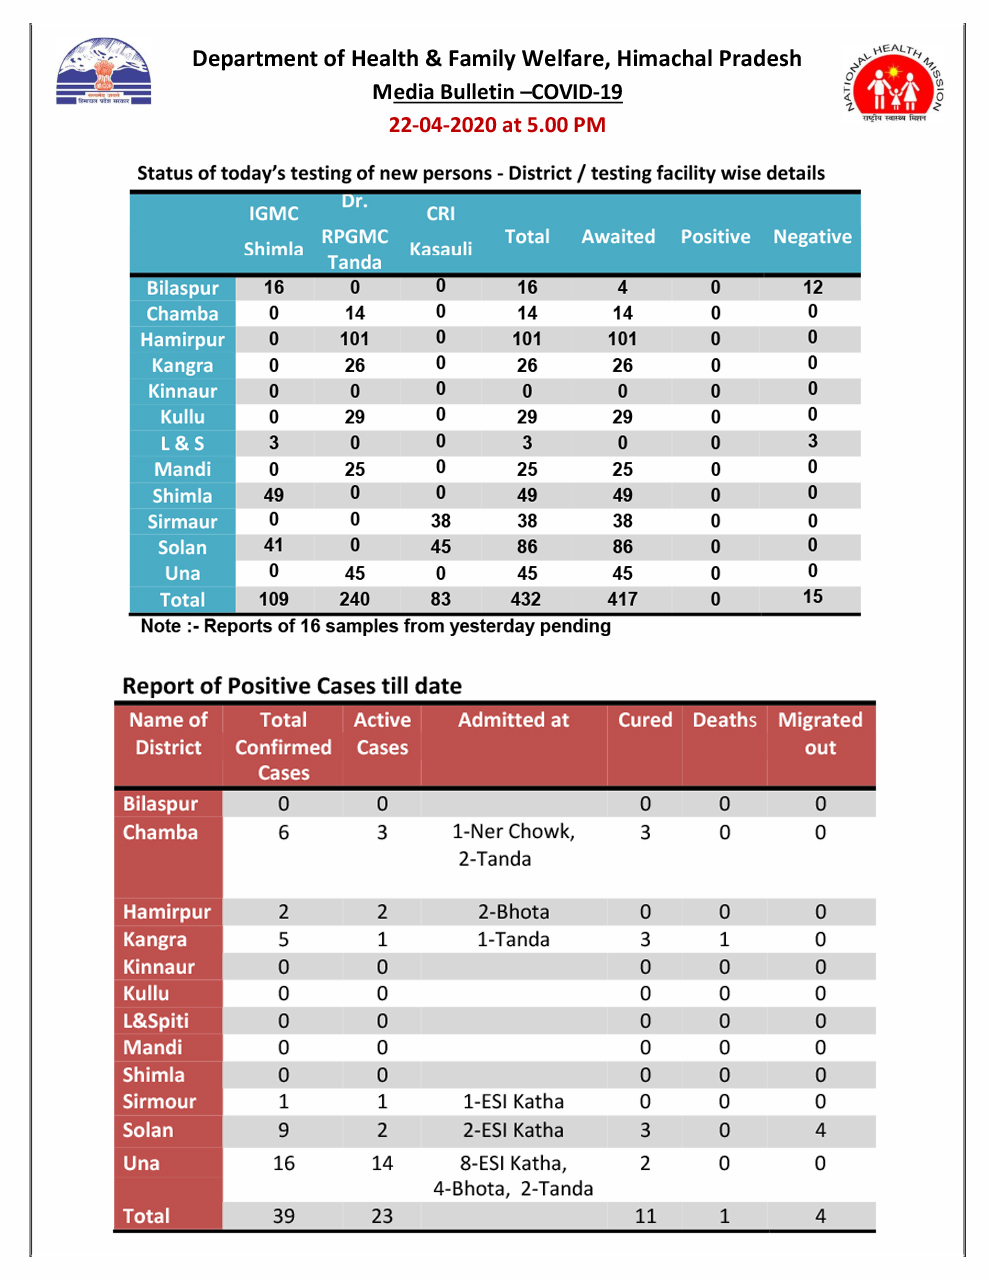 Department of Health & Family Welfare, Himachal Pradesh
Media Bulletin –COVID-19
22-04-2020 at 5.00 PM
NATIONAL HEALTH MISSION
राष्ट्रीय स्वास्थ्य मिशन
सत्यमेव जयते
हिमाचल प्रदेश सरकार
Status of today's testing of new persons - District / testing facility wise details
IGMC Shimla Dr. RPGMC Tanda CRI Kasauli Total Awaited Positive Negative
Bilaspur 16 0 0 16 4 0 12
Chamba 0 14 0 14 14 0 0
Hamirpur 0 101 0 101 101 0 0
Kangra 0 26 0 26 26 0 0
Kinnaur 0 0 0 0 0 0 0
Kullu 0 29 0 29 29 0 0
L & S 3 0 0 3 0 0 3
Mandi 0 25 0 25 25 0 0
Shimla 49 0 0 49 49 0 0
Sirmaur 0 0 38 38 38 0 0
Solan 41 0 45 86 86 0 0
Una 0 45 0 45 45 0 0
Total 109 240 83 432 417 0 15
Note :- Reports of 16 samples from yesterday pending
Report of Positive Cases till date
Name of District Total Confirmed Cases Active Cases Admitted at Cured Deaths Migrated out
Bilaspur 0 0 0 0 0
Chamba 6 3 1-Ner Chowk, 2-Tanda 3 0 0
Hamirpur 2 2 2-Bhota 0 0 0
Kangra 5 1 1-Tanda 3 1 0
Kinnaur 0 0 0 0 0
Kullu 0 0 0 0 0
L&Spiti 0 0 0 0 0
Mandi 0 0 0 0 0
Shimla 0 0 0 0 0
Sirmour 1 1 1-ESI Katha 0 0 0
Solan 9 2 2-ESI Katha 3 0 4
Una 16 14 8-ESI Katha, 4-Bhota, 2-Tanda 2 0 0
Total 39 23 11 1 4